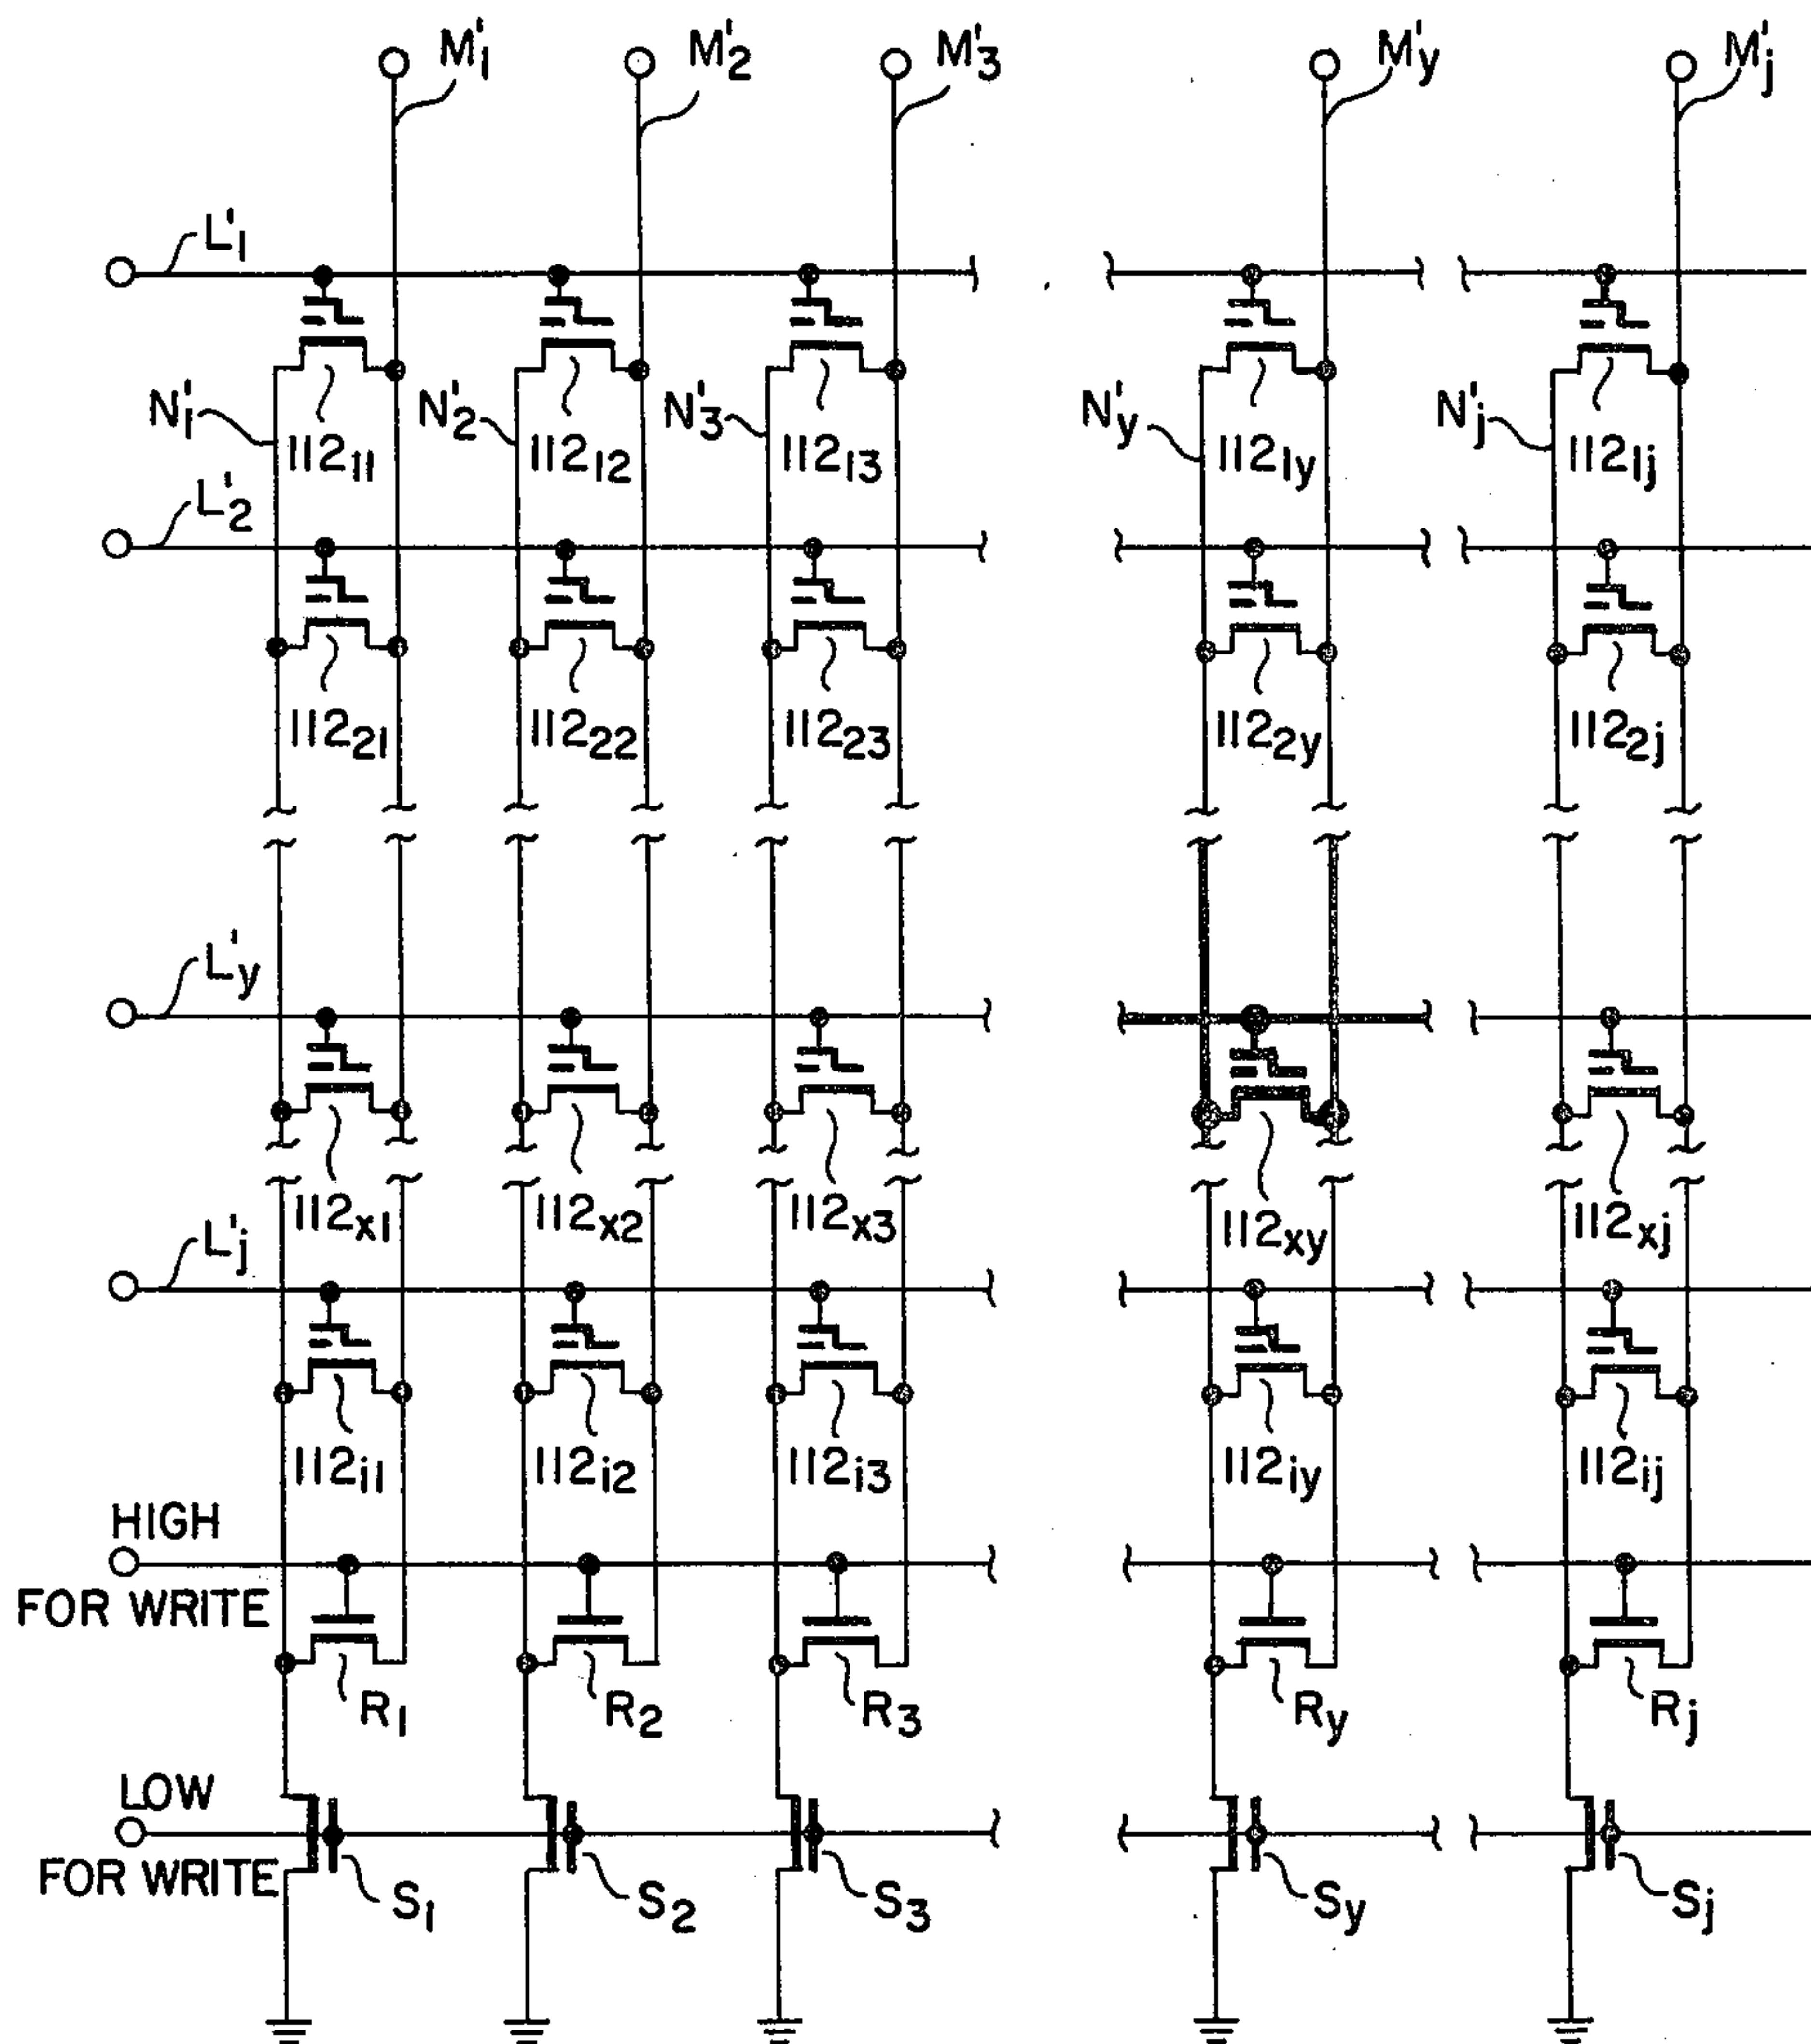 M'1 M'2 M'3 M'y M'j
L'1
N'1 N'2 N'3 N'y N'j
112 11 112 12 112 13 112 1y 112 1j
L'2
112 21 112 22 112 23 112 2y 112 2j
L'y
112 x1 112 x2 112 x3 112 xy 112 xj
L'j
112 i1 112 i2 112 i3 112 iy 112 ij
HIGH
FOR WRITE
R1 R2 R3 Ry Rj
LOW
FOR WRITE
S1 S2 S3 Sy Sj